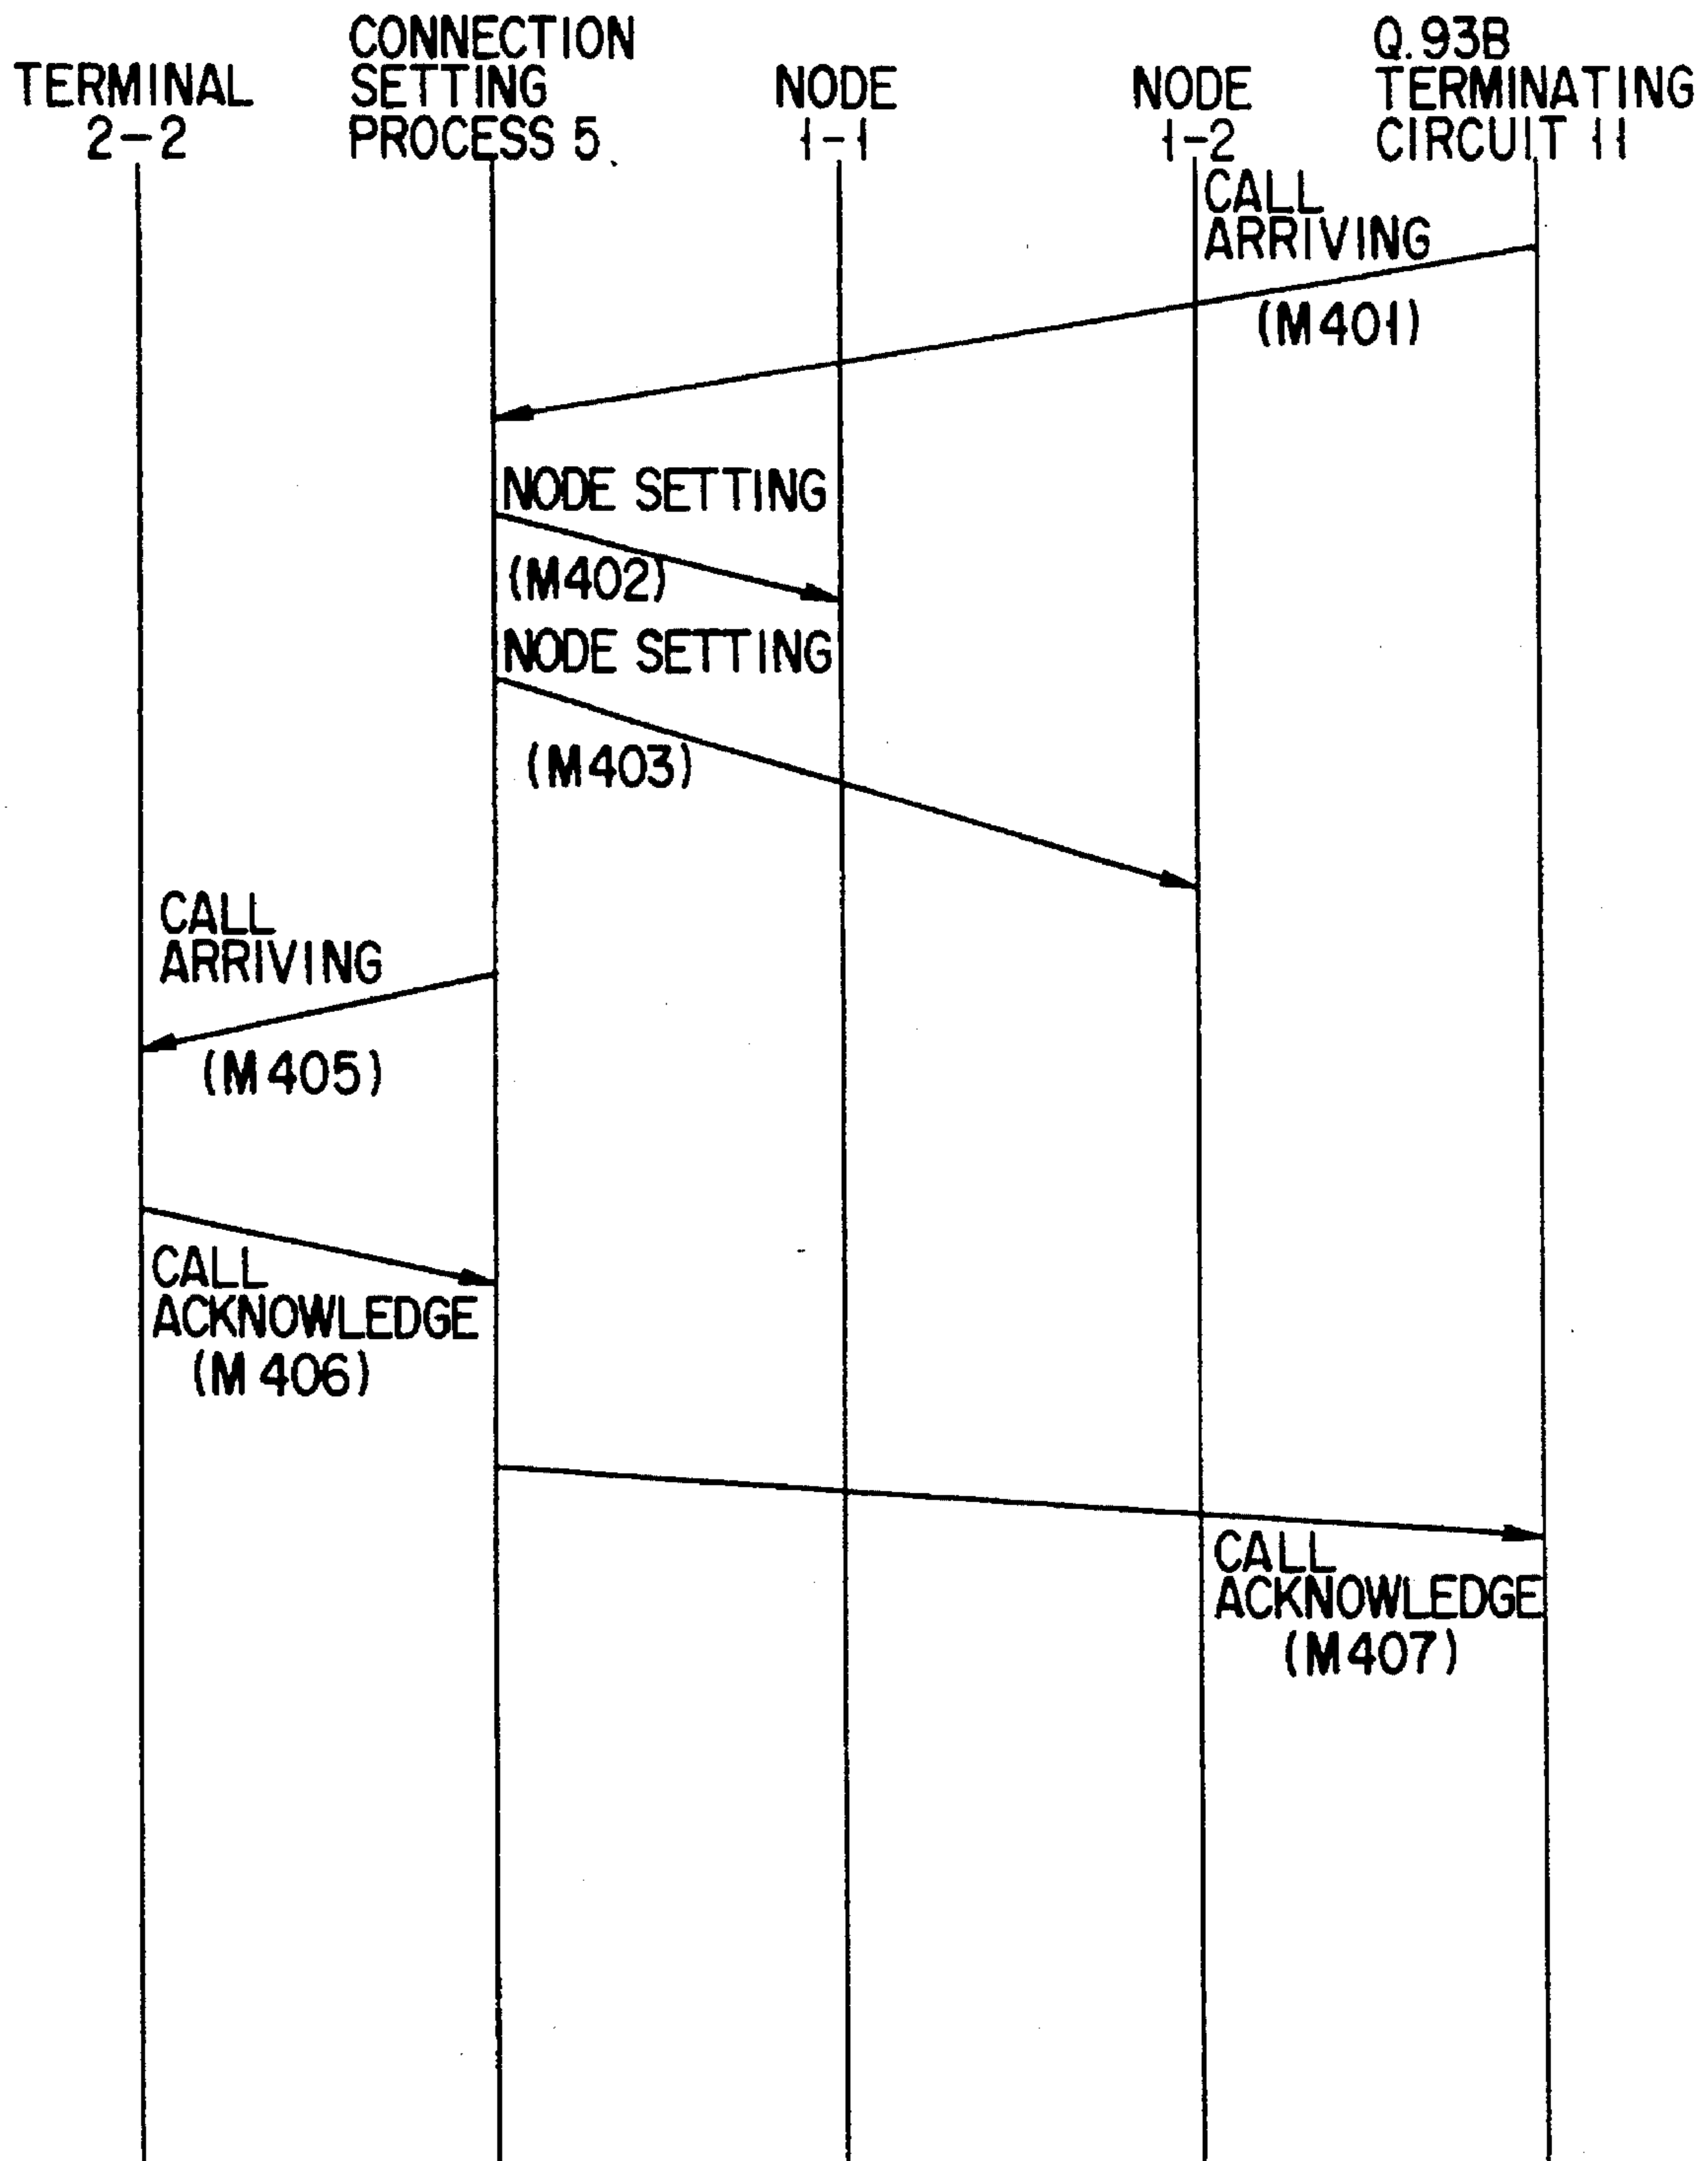 TERMINAL
2-2
CONNECTION
SETTING
PROCESS 5
NODE
1-1
NODE
1-2
Q.93B
TERMINATING
CIRCUIT 11
CALL
ARRIVING
(M401)
NODE SETTING
(M402)
NODE SETTING
(M403)
CALL
ARRIVING
(M405)
CALL
ACKNOWLEDGE
(M406)
CALL
ACKNOWLEDGE
(M407)